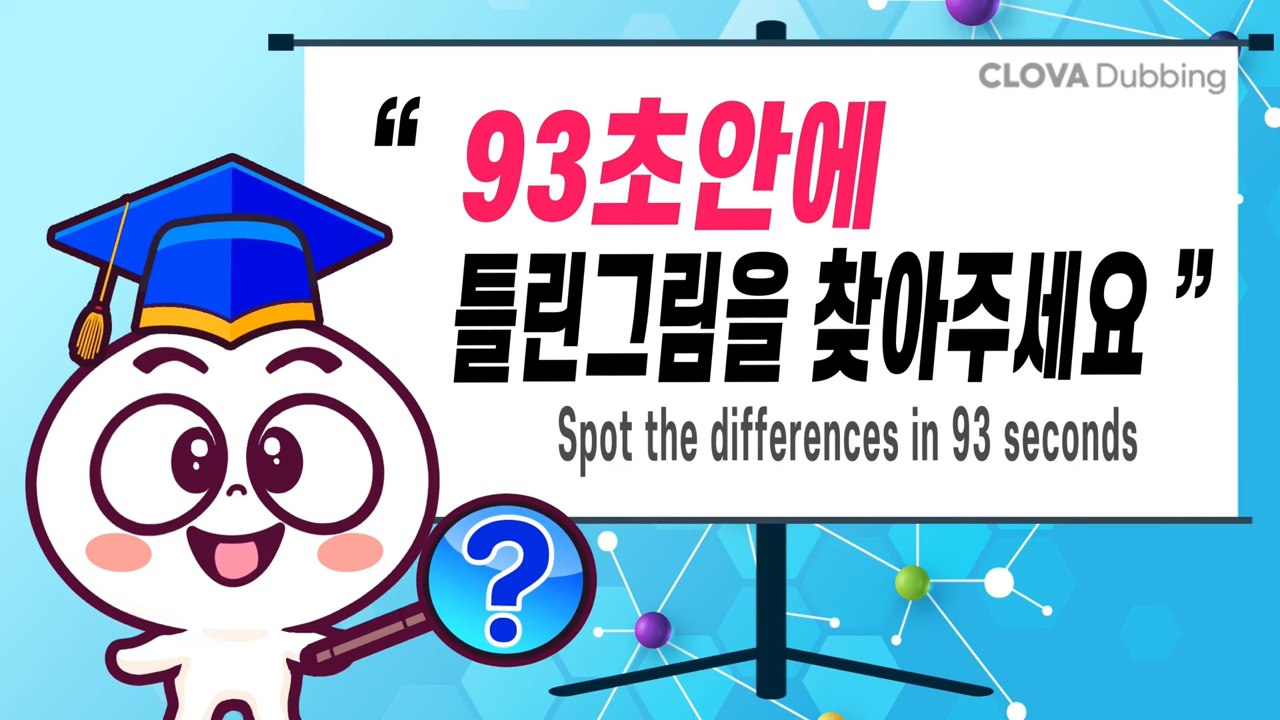 CLOVA Dubbing
“ 93초안에
틀린그림을 찾아주세요 ”
Spot the differences in 93 seconds
?